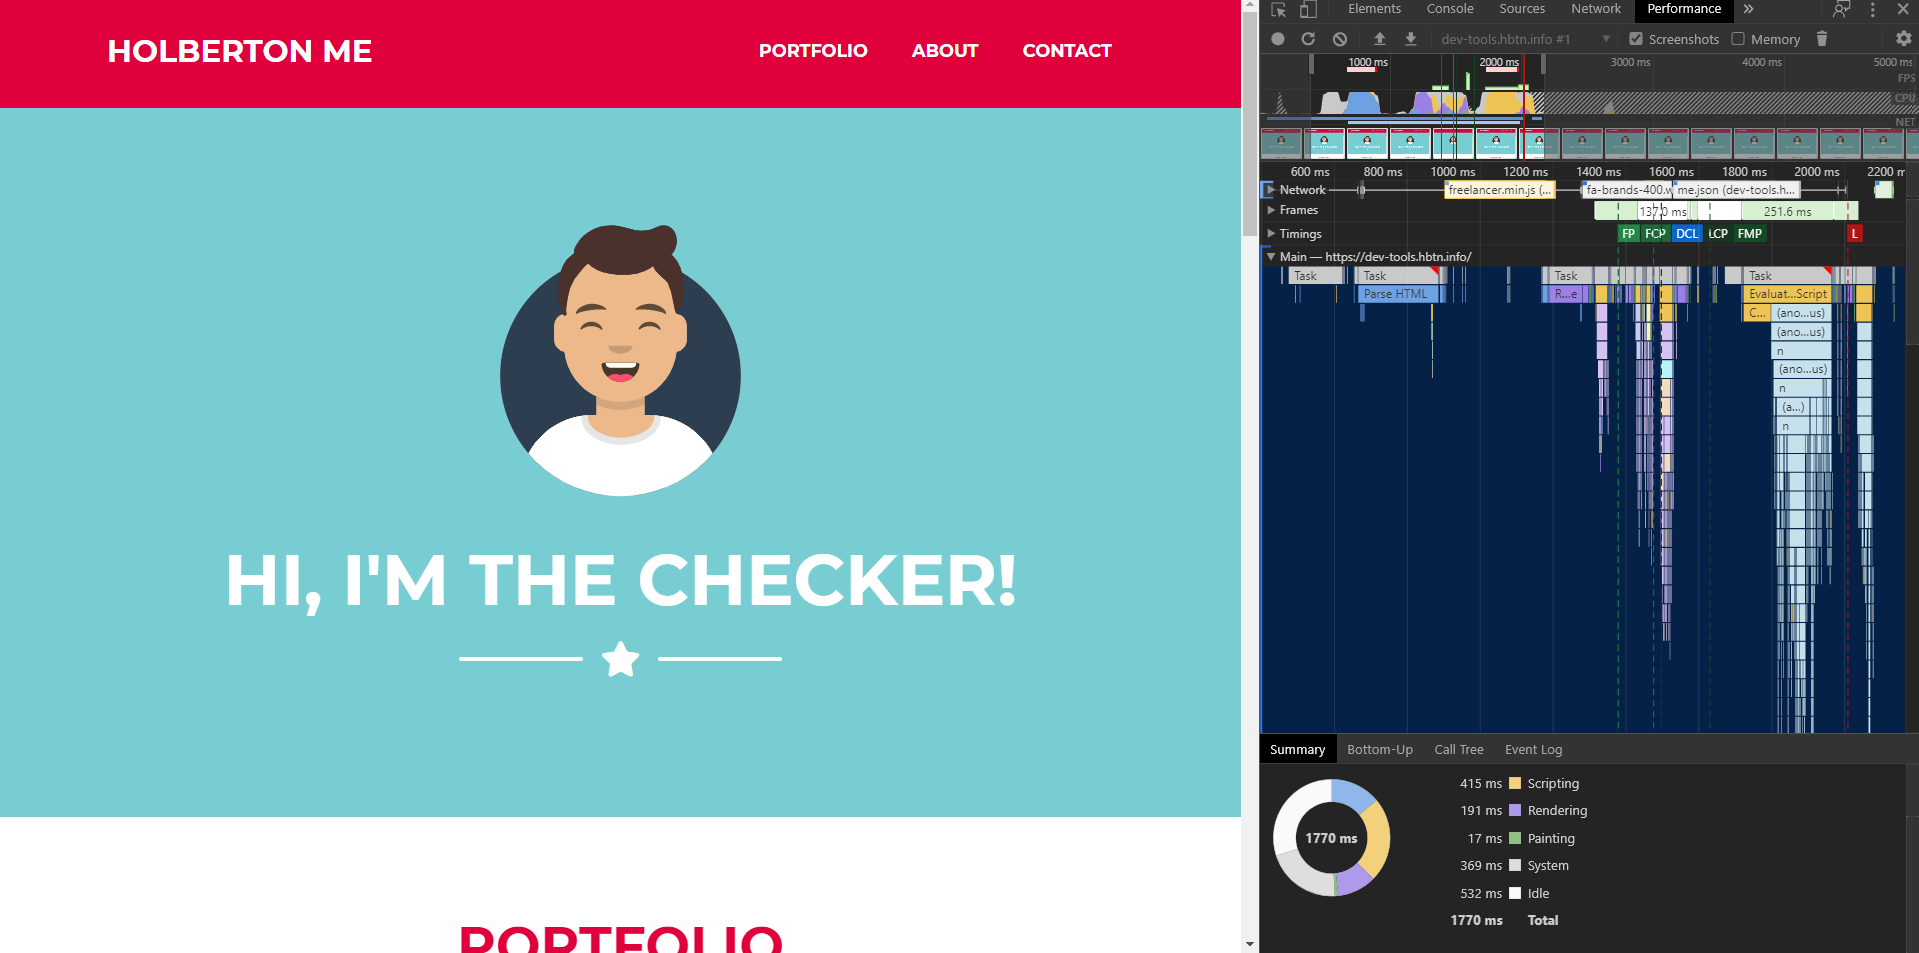 HOLBERTON ME
PORTFOLIO ABOUT CONTACT
HI, I'M THE CHECKER!
PORTFOLIO
Elements Console Sources Network Performance »
dev-tools.hbtn.info #1 Screenshots Memory
1000 ms 2000 ms 3000 ms 4000 ms 5000 ms
FPS
CPU
NET
600 ms 800 ms 1000 ms 1200 ms 1400 ms 1600 ms 1800 ms 2000 ms 2200 m
Network freelancer.min.js (... fa-brands-400.w me.json (dev-tools.h...
Frames 137.0 ms 251.6 ms
Timings FP FCP DCL LCP FMP L
Main — https://dev-tools.hbtn.info/
Task Task Task Task
Parse HTML R...e Evaluat...Script
C... (ano...us)
(ano...us)
n
(ano...us)
n
(a...)
n
Summary Bottom-Up Call Tree Event Log
415 ms Scripting
191 ms Rendering
17 ms Painting
1770 ms
369 ms System
532 ms Idle
1770 ms Total